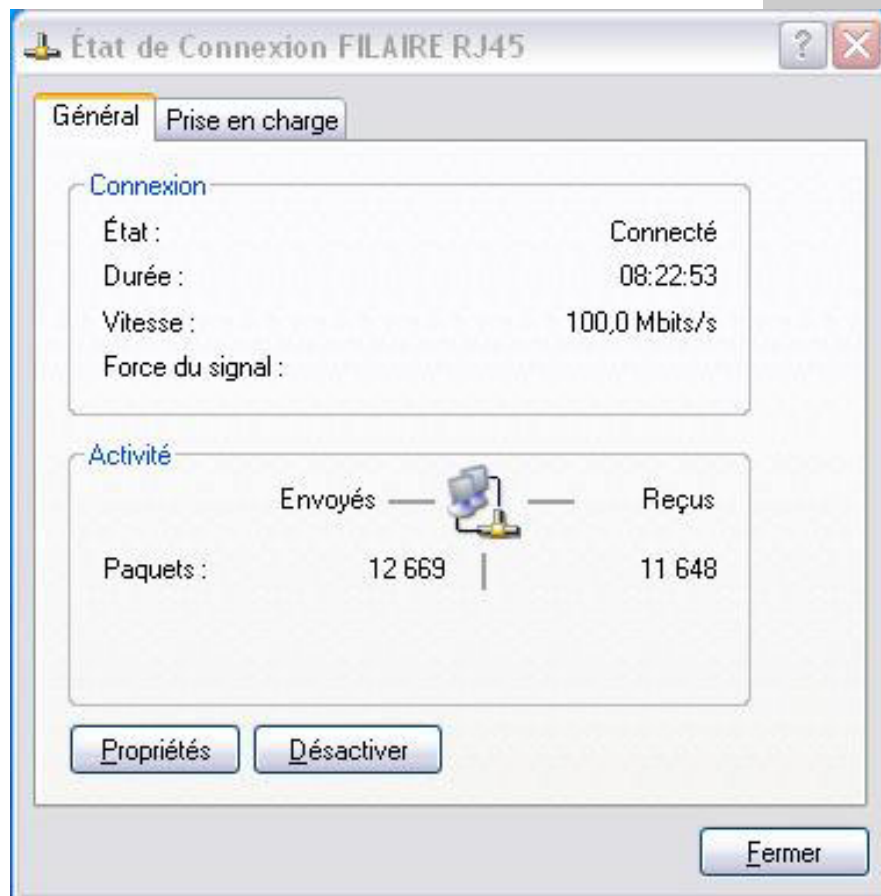 État de Connexion FILAIRE RJ45
Général Prise en charge
Connexion
État : Connecté
Durée : 08:22:53
Vitesse : 100,0 Mbits/s
Force du signal :
Activité
Envoyés Reçus
Paquets : 12 669 11 648
Propriétés Désactiver
Fermer